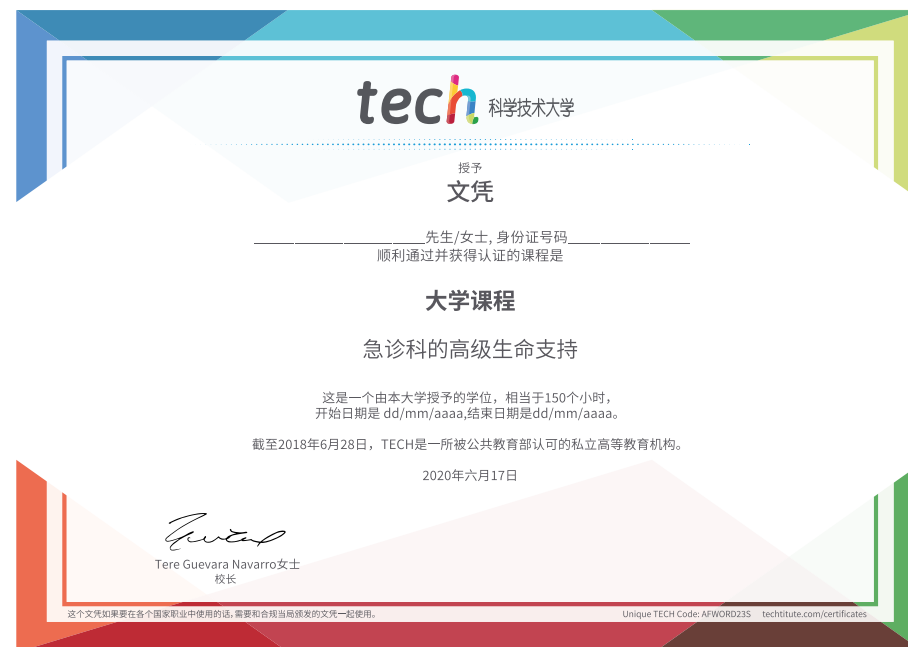 tech 科学技术大学
授予
文凭
____________________先生/女士, 身份证号码______________
顺利通过并获得认证的课程是
大学课程
急诊科的高级生命支持
这是一个由本大学授予的学位，相当于150个小时，
开始日期是 dd/mm/aaaa,结束日期是dd/mm/aaaa。
截至2018年6月28日，TECH是一所被公共教育部认可的私立高等教育机构。
2020年六月17日
Tere Guevara Navarro女士
校长
这个文凭如果要在各个国家职业中使用的话,需要和合规当局颁发的文凭一起使用。
Unique TECH Code: AFWORD23S techtitute.com/certificates